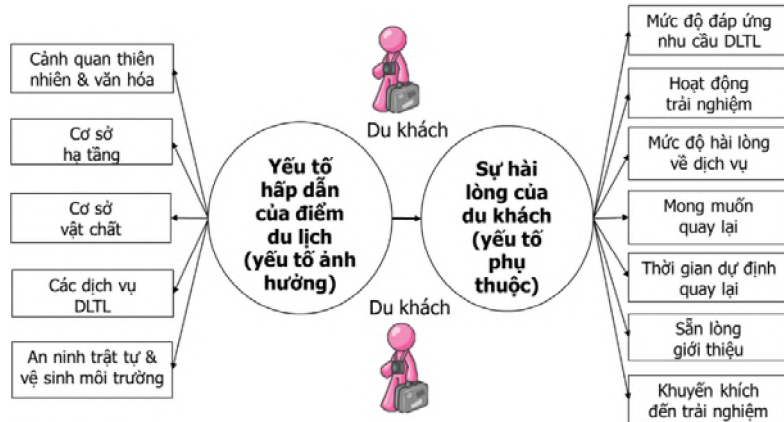 Cảnh quan thiên
nhiên & văn hóa
Cơ sở
hạ tầng
Cơ sở
vật chất
Các dịch vụ
DLTL
An ninh trật tự &
vệ sinh môi trường
Yếu tố
hấp dẫn
của điểm
du lịch
(yếu tố ảnh
hưởng)
Du khách
Du khách
Sự hài
lòng của
du khách
(yếu tố
phụ
thuộc)
Mức độ đáp ứng
nhu cầu DLTL
Hoạt động
trải nghiệm
Mức độ hài lòng
về dịch vụ
Mong muốn
quay lại
Thời gian dự định
quay lại
Sẵn lòng
giới thiệu
Khuyến khích
đến trải nghiệm